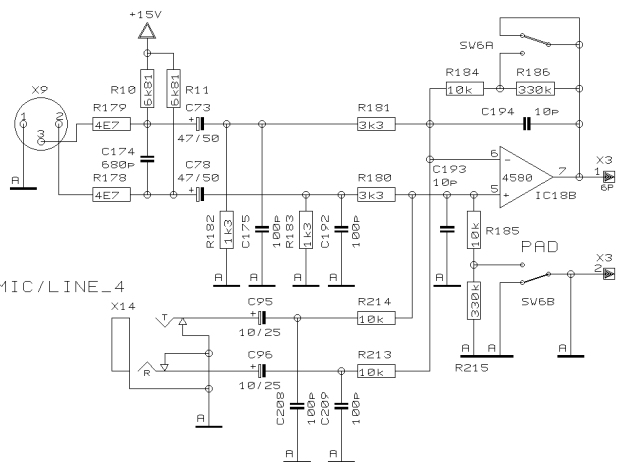 +15V
SW6A
X9
R10
6k81
R11
6k81
C73
R184
R186
10k
330k
1
2
3
R179
4E7
+
47/50
R181
3k3
C194
10p
C174
680p
C78
R178
4E7
+
47/50
R180
3k3
C193
10p
6
-
5
+
4580
7
IC18B
X3
1
6P
A
R182
1k3
C175
100p
R183
1k3
C192
100p
10k
R185
PAD
X3
2
A
A
A
A
330k
SW6B
MIC/LINE_4
X14
T
C95
+
10/25
R214
10k
A
A
R215
R
C96
+
10/25
R213
10k
A
C208
100p
C209
100p
A
A